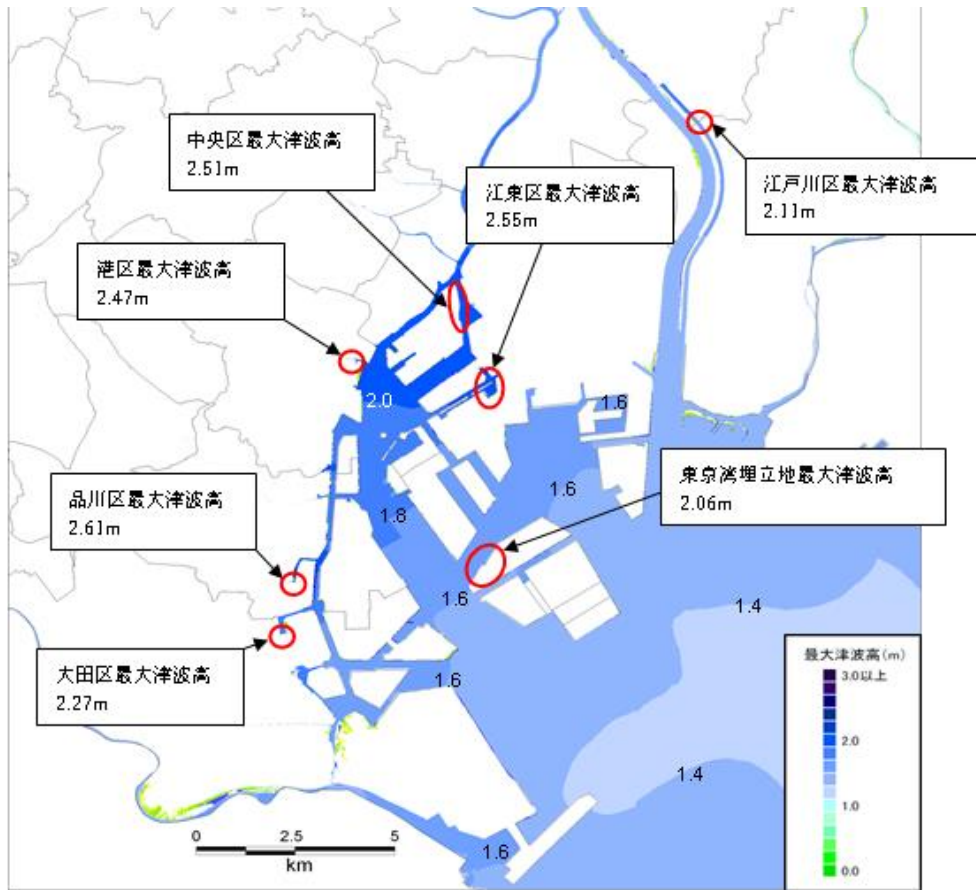 中央区最大津波高
2.51m
江東区最大津波高
2.55m
江戸川区最大津波高
2.11m
港区最大津波高
2.47m
2.0
1.6
東京湾埋立地最大津波高
2.06m
1.6
品川区最大津波高
2.61m
1.8
1.6
1.4
大田区最大津波高
2.27m
1.6
1.4
1.6
最大津波高(m)
3.0以上
2.0
1.0
0.0
0 2.5 5
km